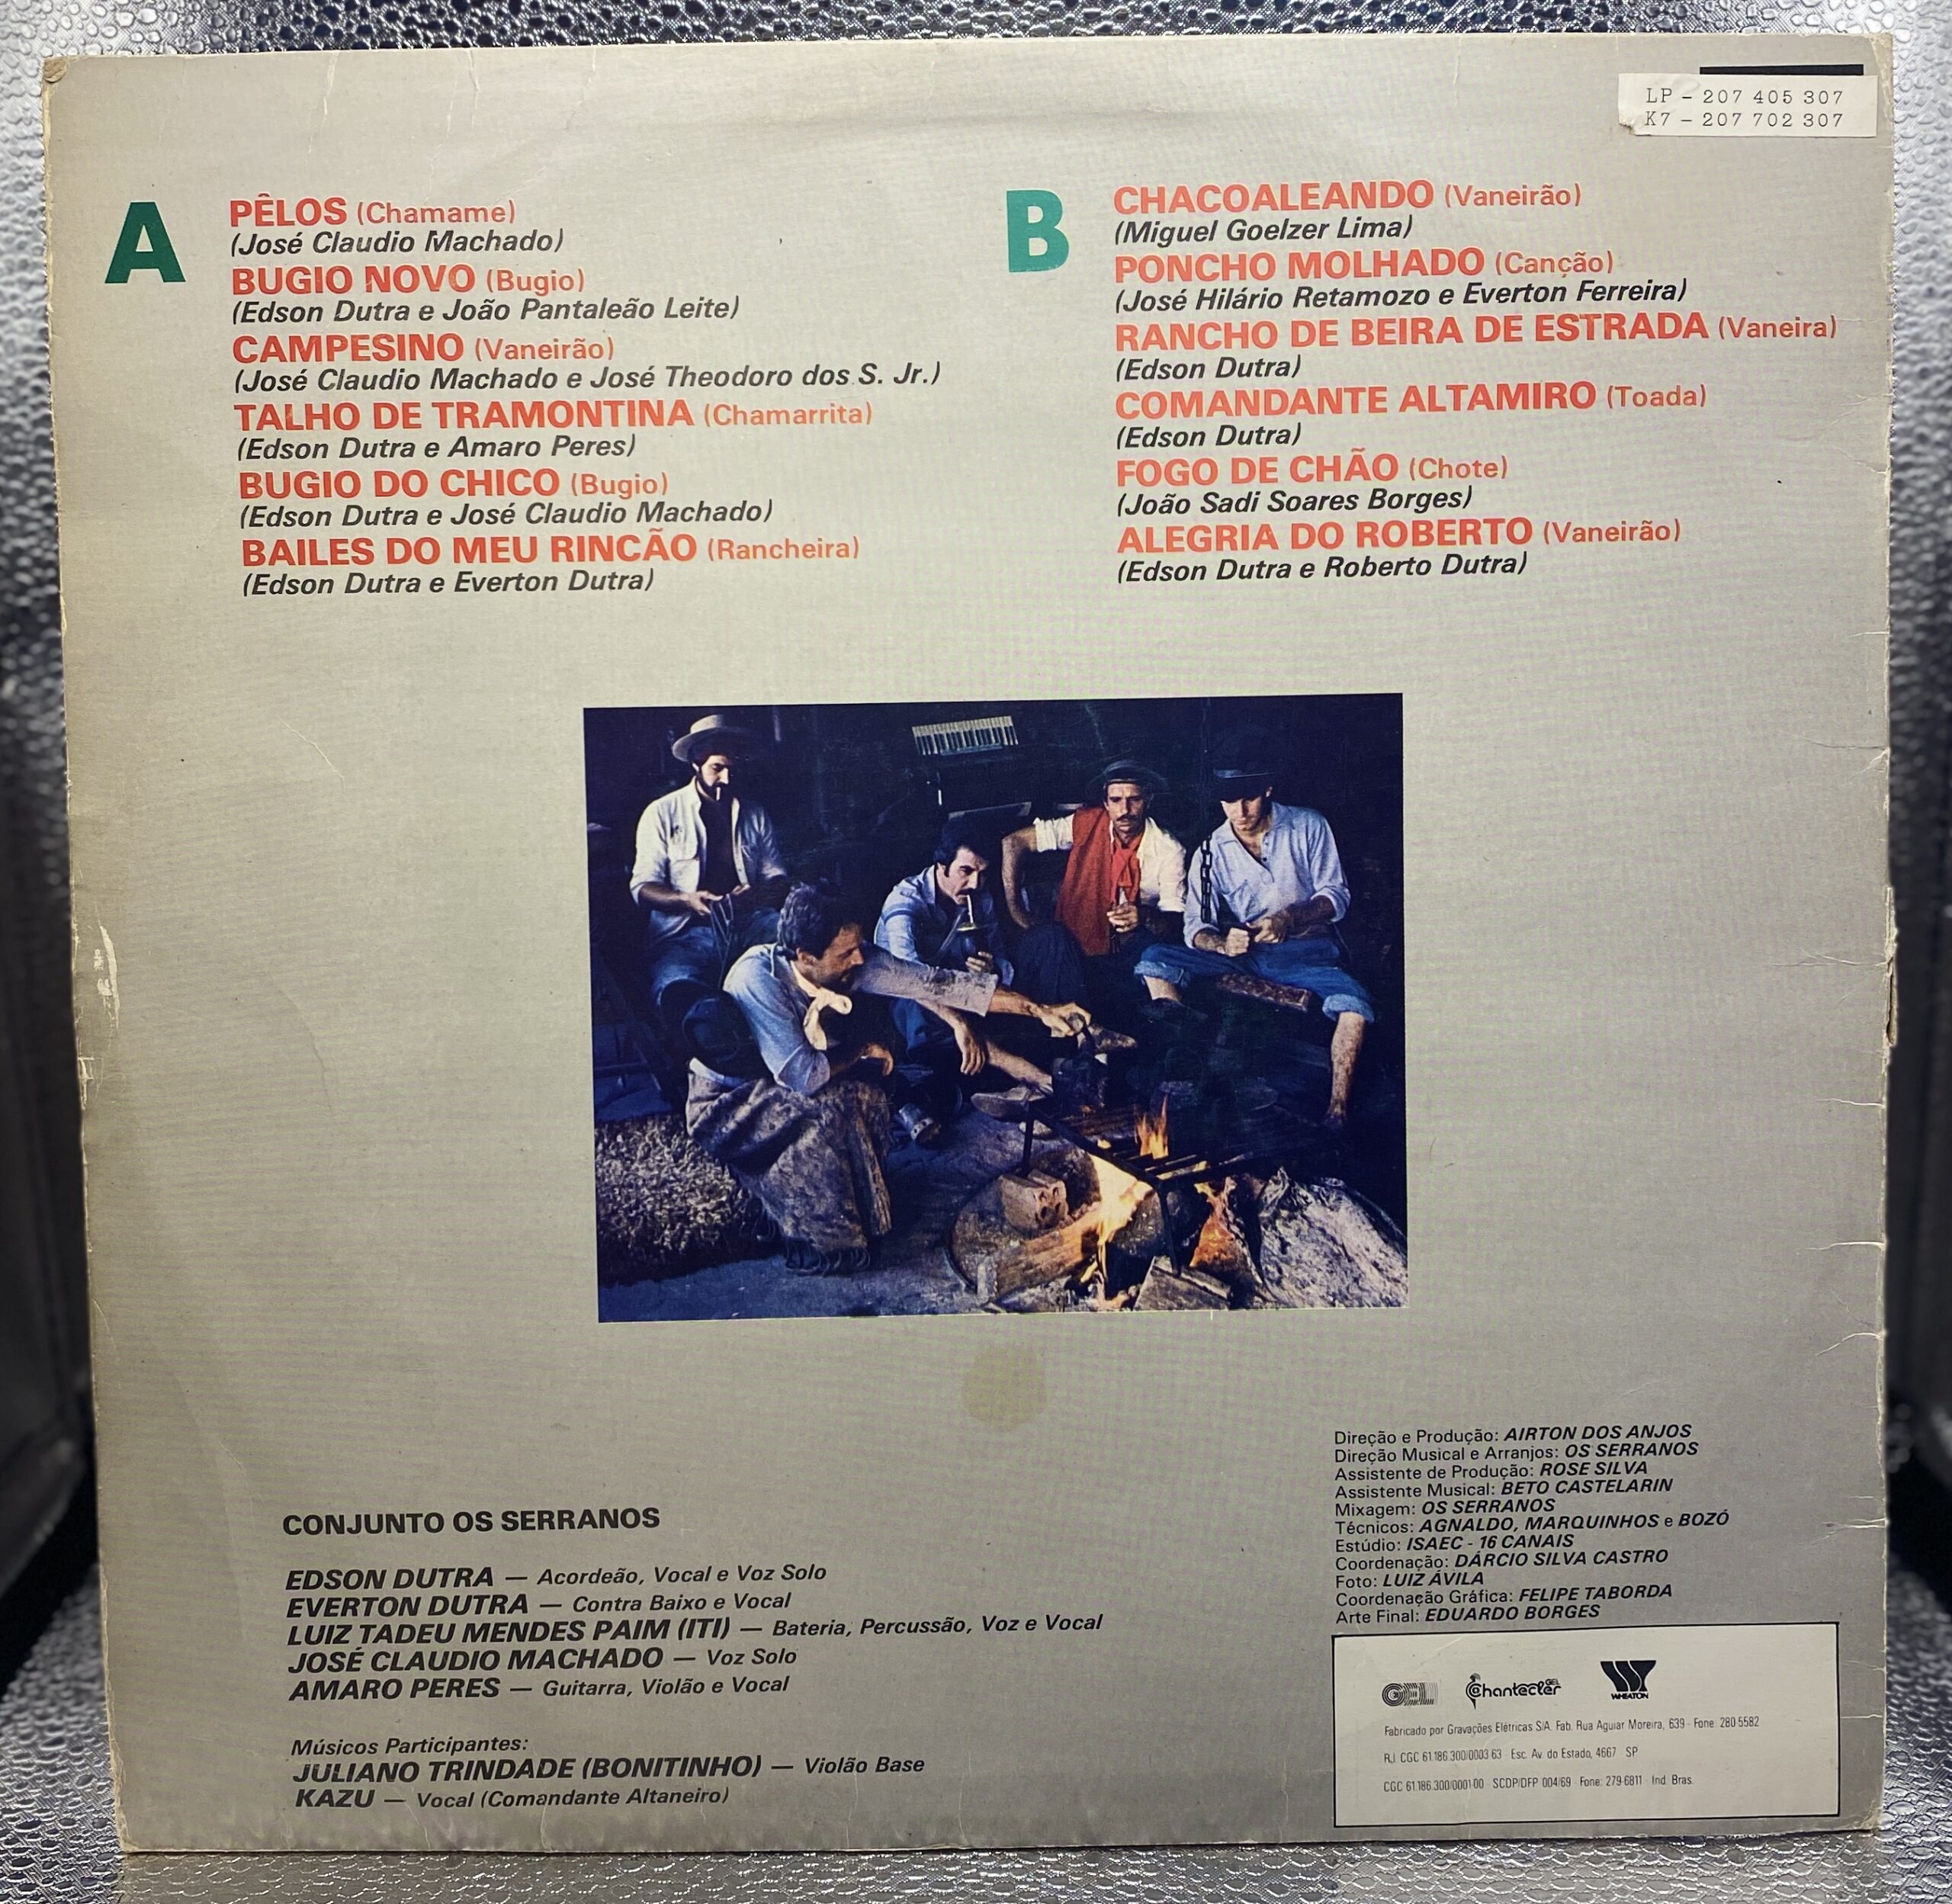 LP - 207 405 307
K7 - 207 702 307
A
PÊLOS (Chamame)
(José Claudio Machado)
BUGIO NOVO (Bugio)
(Edson Dutra e João Pantaleão Leite)
CAMPESINO (Vaneirão)
(José Claudio Machado e José Theodoro dos S. Jr.)
TALHO DE TRAMONTINA (Chamarrita)
(Edson Dutra e Amaro Peres)
BUGIO DO CHICO (Bugio)
(Edson Dutra e José Claudio Machado)
BAILES DO MEU RINCÃO (Rancheira)
(Edson Dutra e Everton Dutra)
B
CHACOALEANDO (Vaneirão)
(Miguel Goelzer Lima)
PONCHO MOLHADO (Canção)
(José Hilário Retamozo e Everton Ferreira)
RANCHO DE BEIRA DE ESTRADA (Vaneira)
(Edson Dutra)
COMANDANTE ALTAMIRO (Toada)
(Edson Dutra)
FOGO DE CHÃO (Chote)
(João Sadi Soares Borges)
ALEGRIA DO ROBERTO (Vaneirão)
(Edson Dutra e Roberto Dutra)
CONJUNTO OS SERRANOS
EDSON DUTRA — Acordeão, Vocal e Voz Solo
EVERTON DUTRA — Contra Baixo e Vocal
LUIZ TADEU MENDES PAIM (ITI) — Bateria, Percussão, Voz e Vocal
JOSÉ CLAUDIO MACHADO — Voz Solo
AMARO PERES — Guitarra, Violão e Vocal
Músicos Participantes:
JULIANO TRINDADE (BONITINHO) — Violão Base
KAZU — Vocal (Comandante Altaneiro)
Direção e Produção: AIRTON DOS ANJOS
Direção Musical e Arranjos: OS SERRANOS
Assistente de Produção: ROSE SILVA
Assistente Musical: BETO CASTELARIN
Mixagem: OS SERRANOS
Técnicos: AGNALDO, MARQUINHOS e BOZÓ
Estúdio: ISAEC - 16 CANAIS
Coordenação: DÁRCIO SILVA CASTRO
Foto: LUIZ ÁVILA
Coordenação Gráfica: FELIPE TABORDA
Arte Final: EDUARDO BORGES
GEL Chantecler GEL WHEATON
Fabricado por Gravações Elétricas S/A. Fab. Rua Aguiar Moreira, 639 - Fone: 280-5582
RJ. CGC 61.186.300/0003-63 - Esc. Av. do Estado, 4667 - SP
CGC 61.186.300/0001-00 - SCDP/DFP 004/69 - Fone: 279-6811 - Ind. Bras.